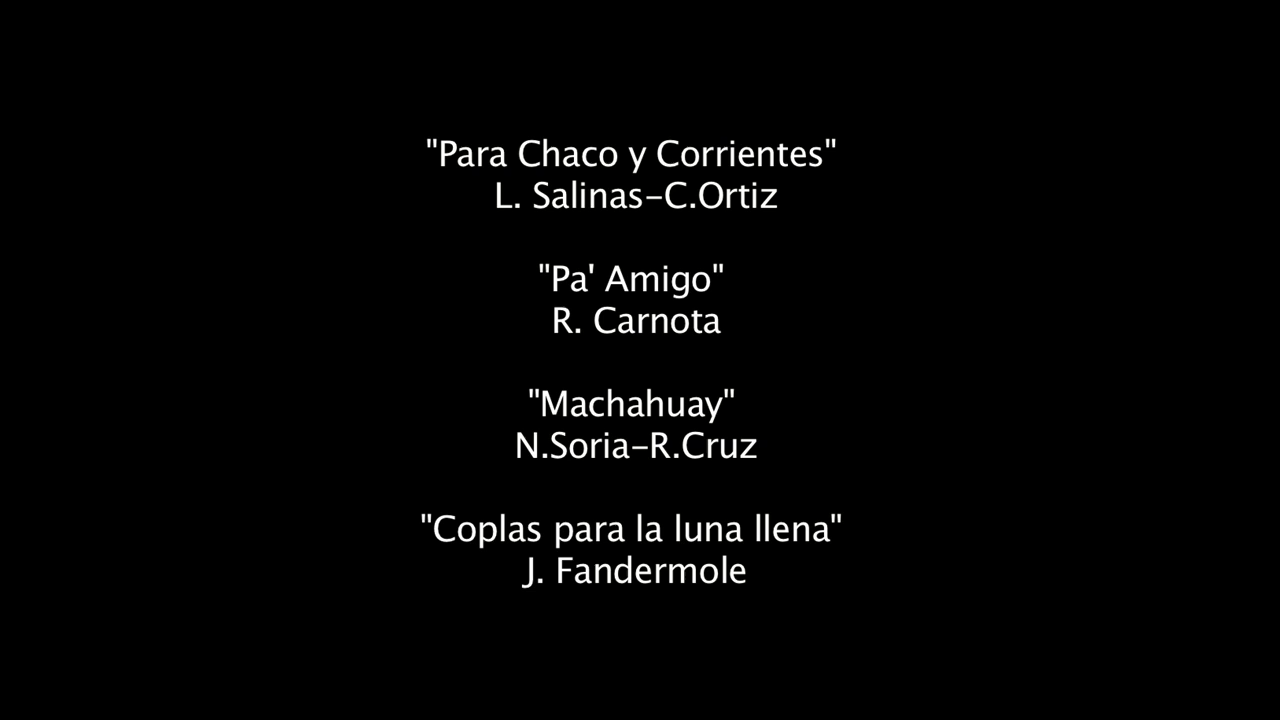 "Para Chaco y Corrientes"
L. Salinas-C.Ortiz
"Pa' Amigo"
R. Carnota
"Machahuay"
N.Soria-R.Cruz
"Coplas para la luna llena"
J. Fandermole